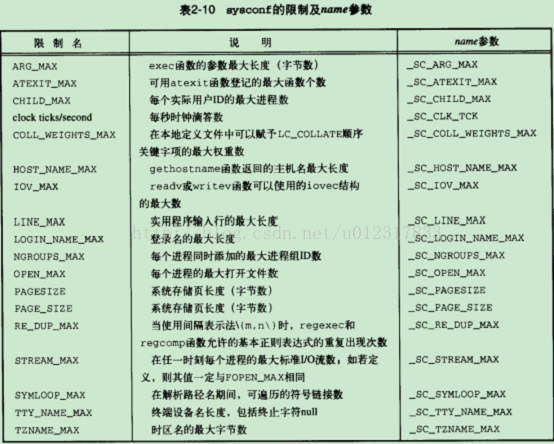 表2-10 sysconf的限制及name参数
限 制 名 说 明 name参数
ARG_MAX exec函数的参数最大长度（字节数） _SC_ARG_MAX
ATEXIT_MAX 可用atexit函数登记的最大函数个数 _SC_ATEXIT_MAX
CHILD_MAX 每个实际用户ID的最大进程数 _SC_CHILD_MAX
clock ticks/second 每秒时钟滴答数 _SC_CLK_TCK
COLL_WEIGHTS_MAX 在本地定义文件中可以赋予LC_COLLATE顺序 _SC_COLL_WEIGHTS_MAX
关键字项的最大权重数
HOST_NAME_MAX gethostname函数返回的主机名最大长度 _SC_HOST_NAME_MAX
IOV_MAX readv或writev函数可以使用的iovec结构 _SC_IOV_MAX
的最大数
LINE_MAX 实用程序输入行的最大长度 _SC_LINE_MAX
http://blog.csdn.net/u012317833
LOGIN_NAME_MAX 登录名的最大长度 _SC_LOGIN_NAME_MAX
NGROUPS_MAX 每个进程同时添加的最大进程组ID数 _SC_NGROUPS_MAX
OPEN_MAX 每个进程的最大打开文件数 _SC_OPEN_MAX
PAGESIZE 系统存储页长度（字节数） _SC_PAGESIZE
PAGE_SIZE 系统存储页长度（字节数） _SC_PAGE_SIZE
RE_DUP_MAX 当使用间隔表示法\{m,n\}时，regexec和 _SC_RE_DUP_MAX
regcomp函数允许的基本正则表达式的重复出现次数
STREAM_MAX 在任一时刻每个进程的最大标准I/O流数；如若定 _SC_STREAM_MAX
义，则其值一定与FOPEN_MAX相同
SYMLOOP_MAX 在解析路径名期间，可遍历的符号链接数 _SC_SYMLOOP_MAX
TTY_NAME_MAX 终端设备名长度，包括终止字符null _SC_TTY_NAME_MAX
TZNAME_MAX 时区名的最大字节数 _SC_TZNAME_MAX